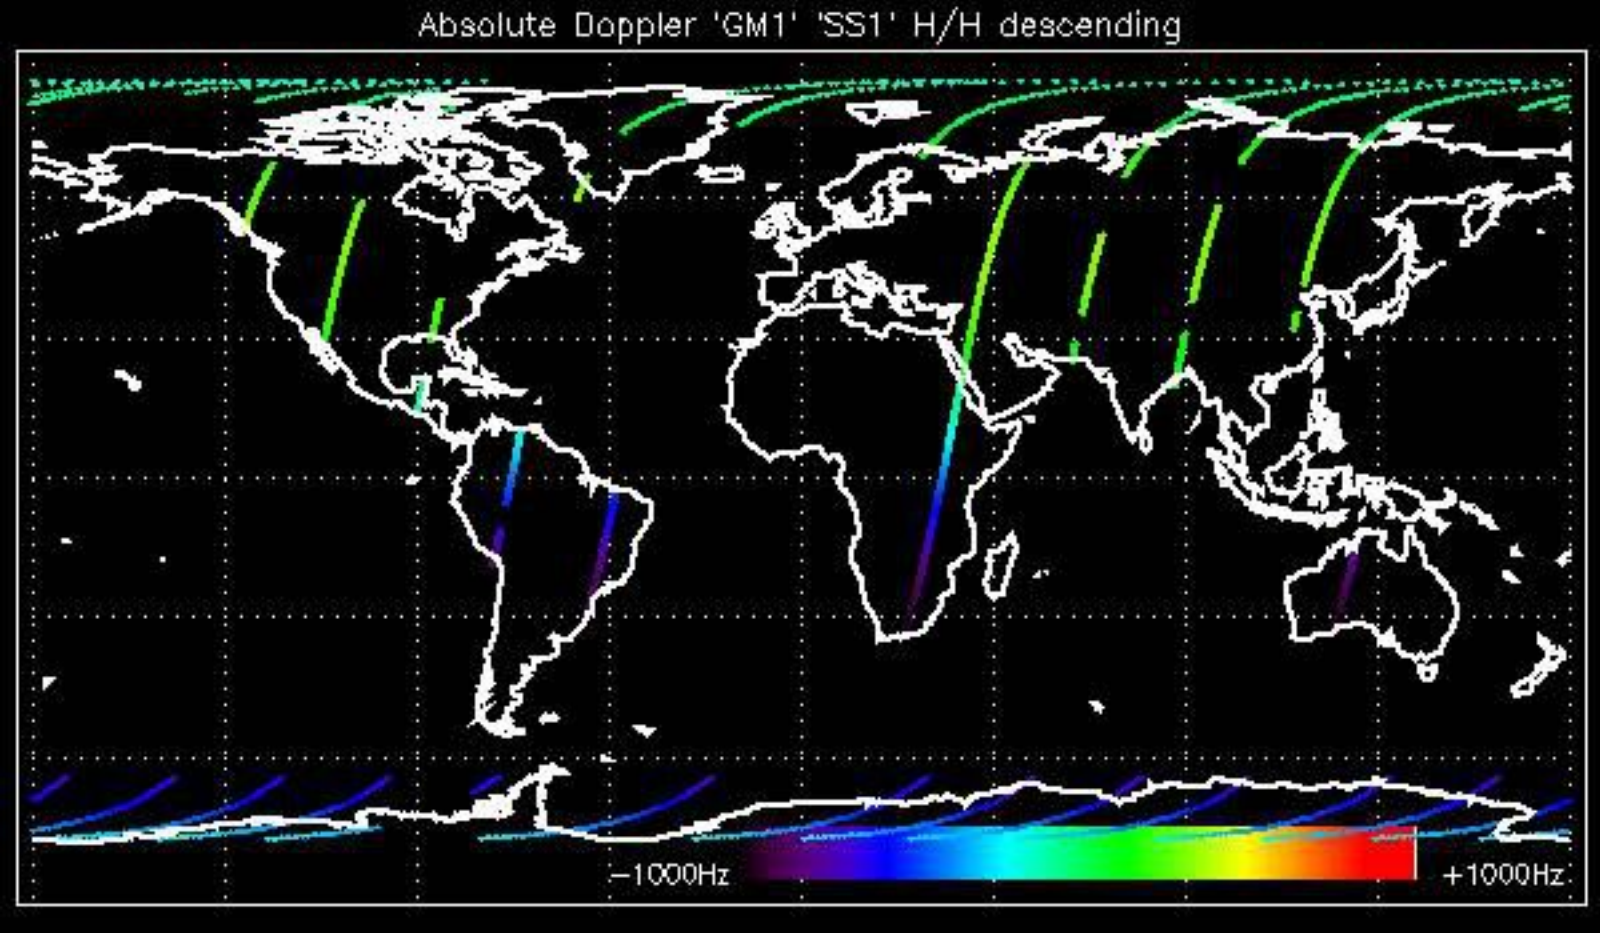 Absolute Doppler 'GM1' 'SS1' H/H descending
−1000Hz
+1000Hz